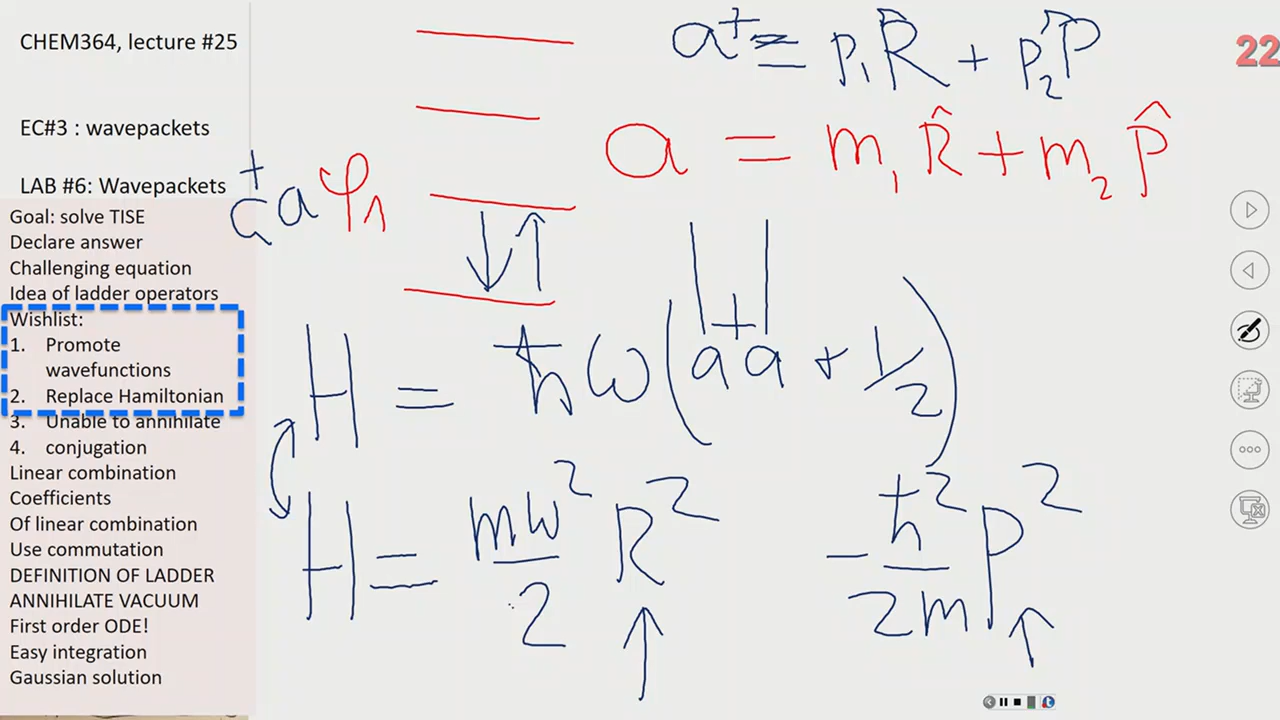 CHEM364, lecture #25
EC#3 : wavepackets
LAB #6: Wavepackets
Goal: solve TISE
Declare answer
Challenging equation
Idea of ladder operators
Wishlist:
1. Promote
wavefunctions
2. Replace Hamiltonian
3. Unable to annihilate
4. conjugation
Linear combination
Coefficients
Of linear combination
Use commutation
DEFINITION OF LADDER
ANNIHILATE VACUUM
First order ODE!
Easy integration
Gaussian solution
a⁺ = p₁R̂ + p₂P̂
22
a = m₁R̂ + m₂P̂
a⁺aφ₁
H = ħω(a⁺a + 1/2)
H = mω²/2 R² - ħ²/2m P²